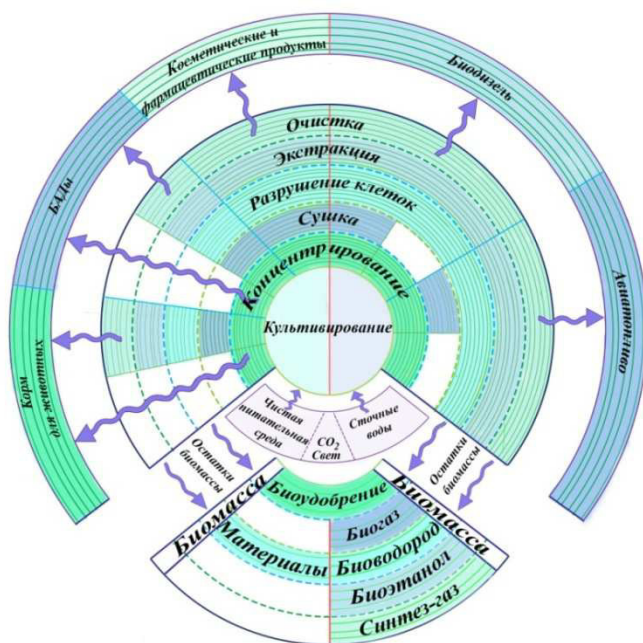 Косметические и
фармацевтические продукты
Биодизель
БАДы
Авиатопливо
Корм
для животных
Очистка
Экстракция
Разрушение клеток
Сушка
Концентрирование
Культивирование
Чистая
питательная
среда
CO2
Свет
Сточные
воды
Остатки
биомассы
Остатки
биомассы
Биомасса
Биомасса
Биоудобрение
Материалы
Биогаз
Биоводород
Биоэтанол
Синтез-газ